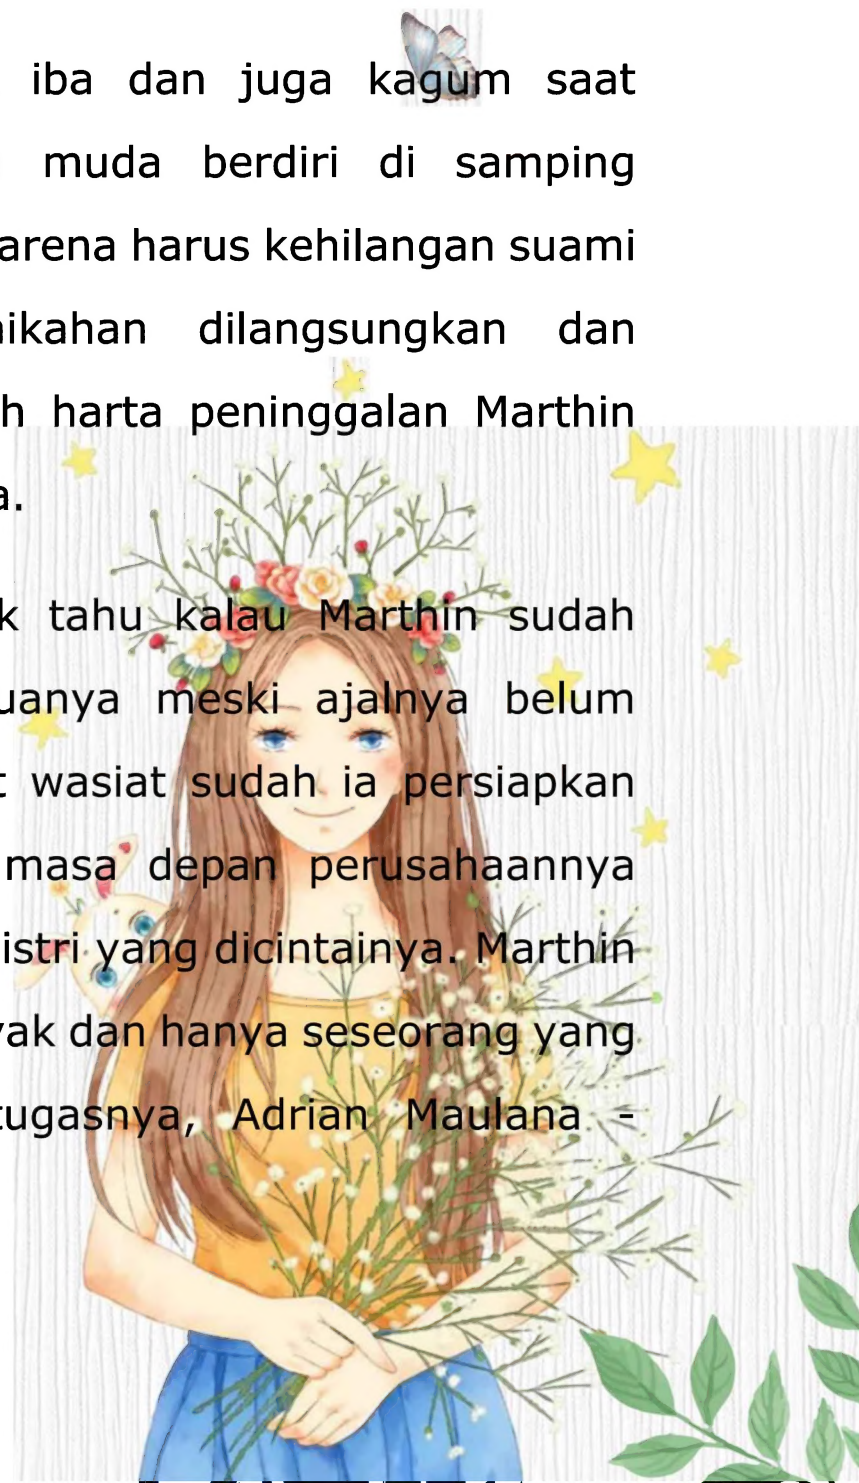 iba dan juga kagum saat
muda berdiri di samping
arena harus kehilangan suami
ikahan dilangsungkan dan
h harta peninggalan Marthin
a.
k tahu kalau Marthin sudah
uanya meski ajalnya belum
wasiat sudah ia persiapkan
masa depan perusahaannya
istri yang dicintainya. Marthin
yak dan hanya seseorang yang
tugasnya, Adrian Maulana -